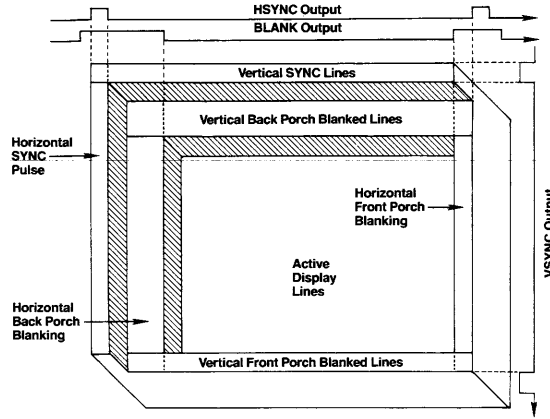 HSYNC Output
BLANK Output
Vertical SYNC Lines
Vertical Back Porch Blanked Lines
Horizontal
SYNC
Pulse
Horizontal
Front Porch
Blanking
VSYNC Output
Active
Display
Lines
Horizontal
Back Porch
Blanking
Vertical Front Porch Blanked Lines